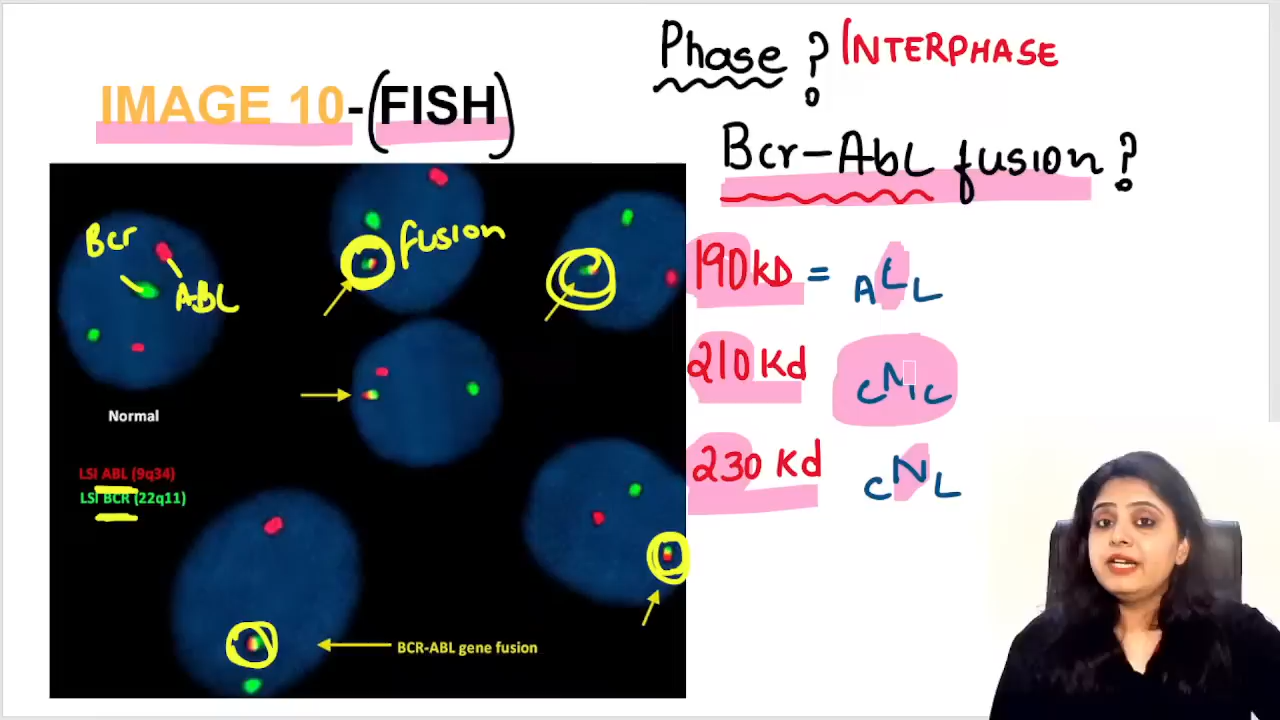 Phase? INTERPHASE
IMAGE 10-(FISH)
Bcr-AbL fusion?
Bcr
ABL
fusion
190KD = ALL
210 Kd CML
230 Kd CNL
Normal
LSI ABL (9q34)
LSI BCR (22q11)
BCR-ABL gene fusion